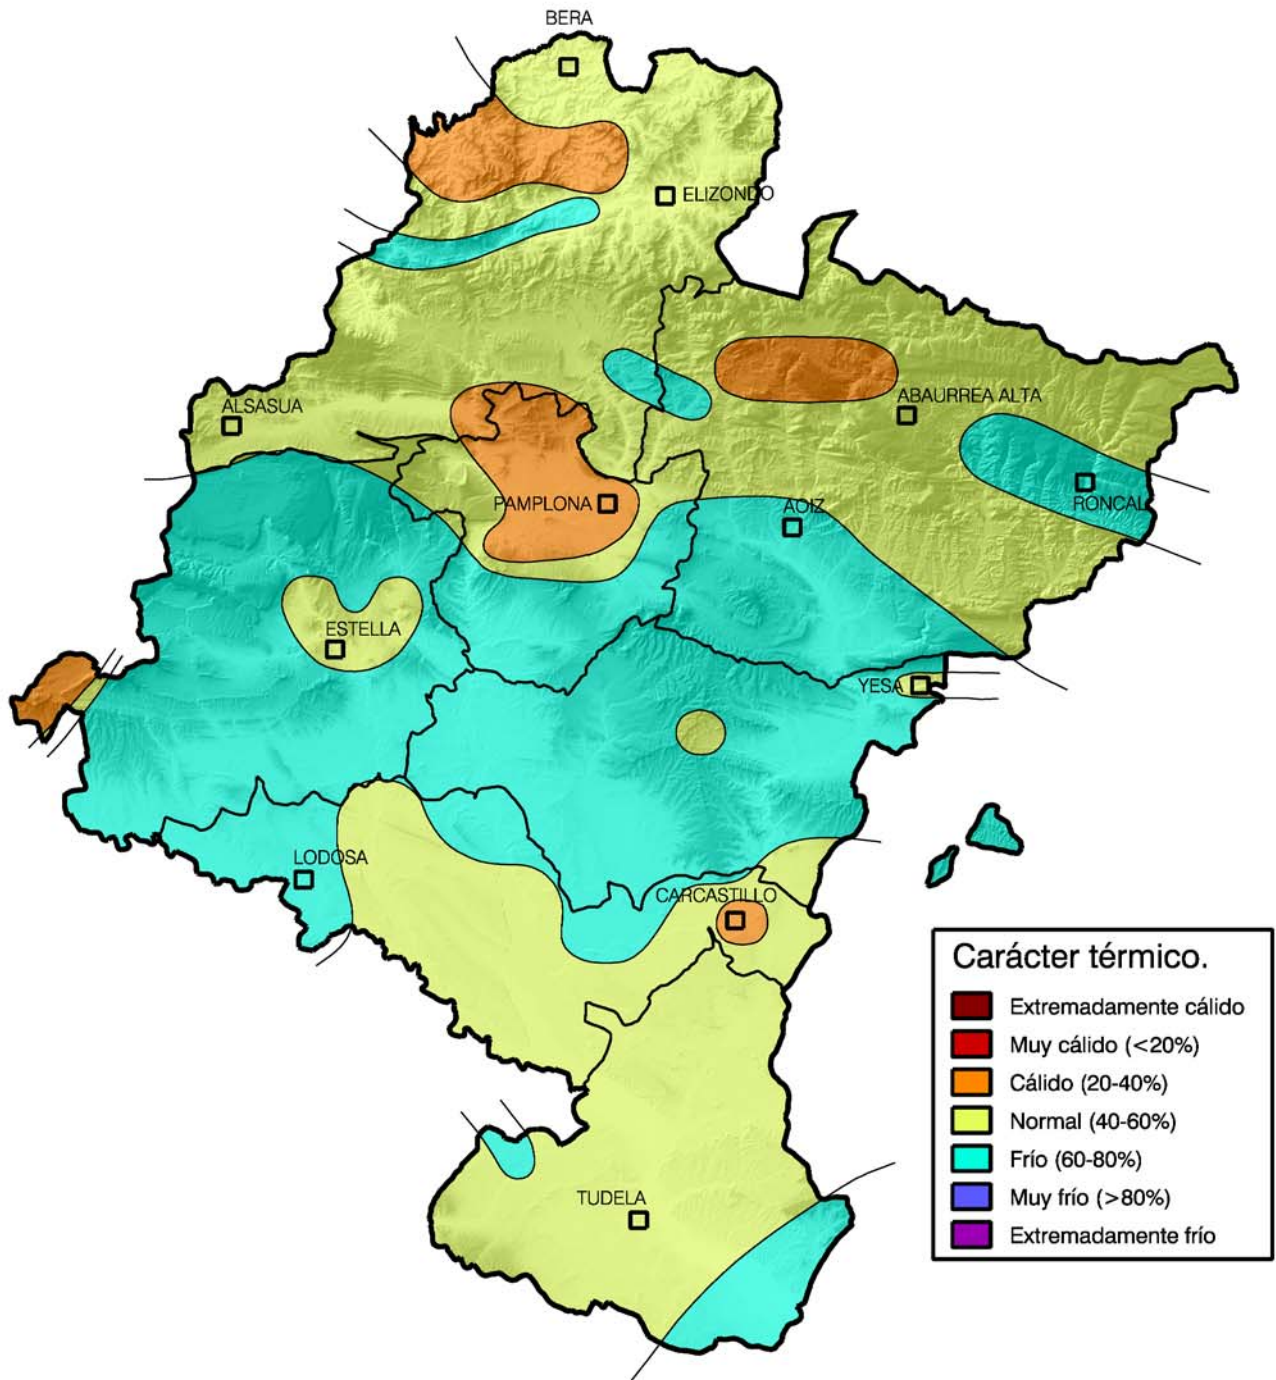 BERA
ELIZONDO
ALSASUA
ABAURREA ALTA
PAMPLONA
AOIZ
RONCAL
ESTELLA
YESA
LODOSA
CARCASTILLO
TUDELA
Carácter térmico.
Extremadamente cálido
Muy cálido (<20%)
Cálido (20-40%)
Normal (40-60%)
Frío (60-80%)
Muy frío (>80%)
Extremadamente frío